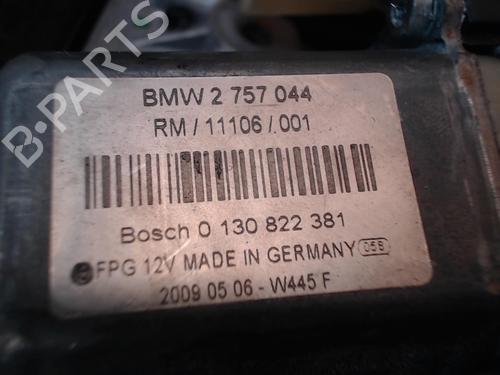 B-Parts
BMW 2 757 044
RM/11106/.001
Bosch 0 130 822 381
FPG 12V MADE IN GERMANY 05B
2009 05 06 - W445 F